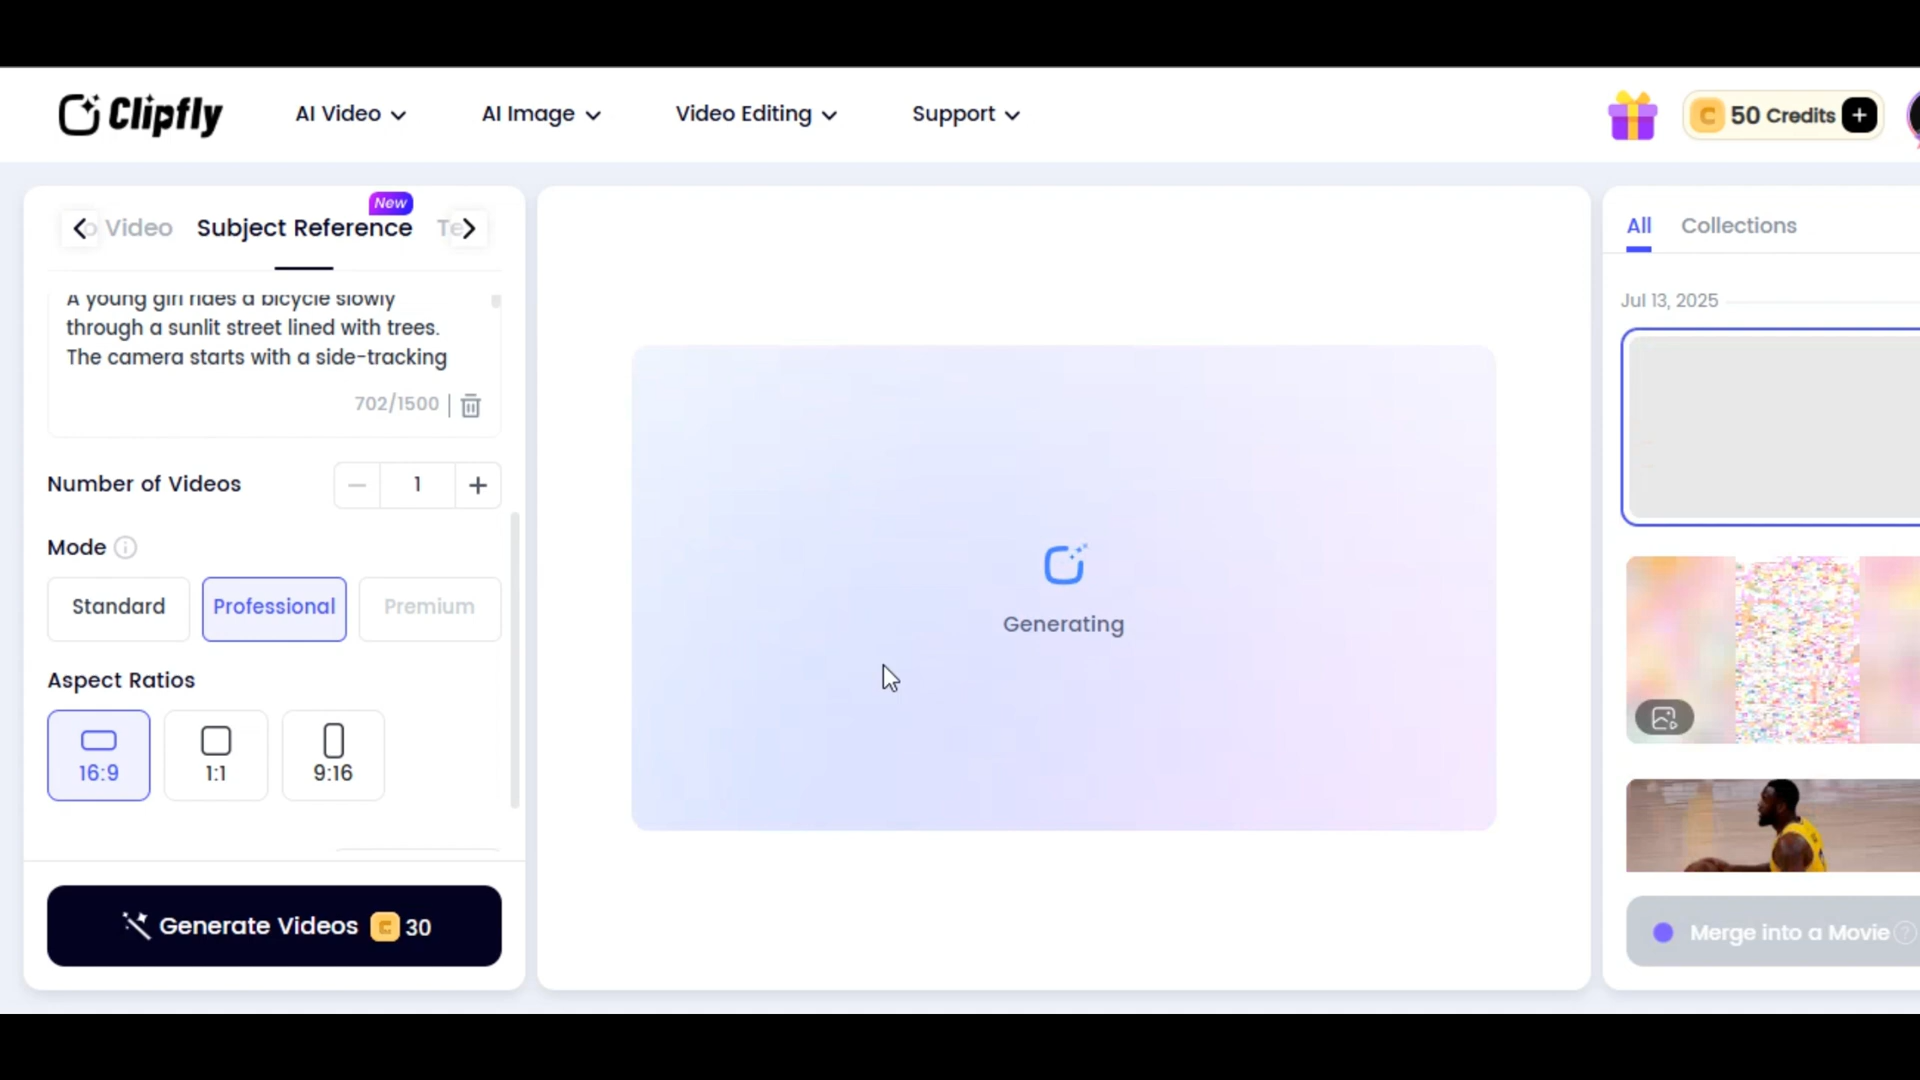 Clipfly
AI Video
AI Image
Video Editing
Support
50 Credits
o Video
Subject Reference
New
Te
A young girl rides a bicycle slowly
through a sunlit street lined with trees.
The camera starts with a side-tracking
702/1500
Number of Videos
1
Mode
Standard
Professional
Premium
Aspect Ratios
16:9
1:1
9:16
Generate Videos C 30
Generating
All
Collections
Jul 13, 2025
Merge into a Movie ?